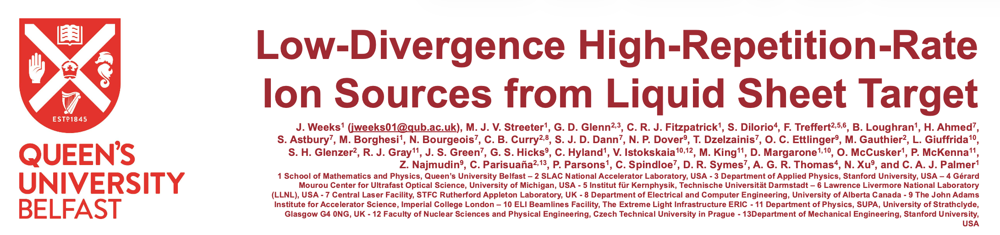 ESTD 1845
QUEEN'S
UNIVERSITY
BELFAST
Low-Divergence High-Repetition-Rate
Ion Sources from Liquid Sheet Target
J. Weeks¹ (jweeks01@qub.ac.uk), M. J. V. Streeter¹, G. D. Glenn²,³, C. R. J. Fitzpatrick¹, S. DiIorio⁴, F. Treffert²,⁵,⁶, B. Loughran¹, H. Ahmed⁷,
S. Astbury⁷, M. Borghesi¹, N. Bourgeois⁷, C. B. Curry²,⁸, S. J. D. Dann⁷, N. P. Dover⁹, T. Dzelzainis⁷, O. C. Ettlinger⁹, M. Gauthier², L. Giuffrida¹⁰,
S. H. Glenzer², R. J. Gray¹¹, J. S. Green⁷, G. S. Hicks⁹, C. Hyland¹, V. Istokskaia¹⁰,¹², M. King¹¹, D. Margarone¹,¹⁰, O. McCusker¹, P. McKenna¹¹,
Z. Najmudin⁹, C. Parisuaña²,¹³, P. Parsons¹, C. Spindloe⁷, D. R. Symes⁷, A. G. R. Thomas⁴, N. Xu⁹, and C. A. J. Palmer¹
1 School of Mathematics and Physics, Queen's University Belfast – 2 SLAC National Accelerator Laboratory, USA - 3 Department of Applied Physics, Stanford University, USA – 4 Gérard
Mourou Center for Ultrafast Optical Science, University of Michigan, USA - 5 Institut für Kernphysik, Technische Universität Darmstadt – 6 Lawrence Livermore National Laboratory
(LLNL), USA - 7 Central Laser Facility, STFC Rutherford Appleton Laboratory, UK - 8 Department of Electrical and Computer Engineering, University of Alberta Canada - 9 The John Adams
Institute for Accelerator Science, Imperial College London – 10 ELI Beamlines Facility, The Extreme Light Infrastructure ERIC - 11 Department of Physics, SUPA, University of Strathclyde,
Glasgow G4 0NG, UK - 12 Faculty of Nuclear Sciences and Physical Engineering, Czech Technical University in Prague - 13Department of Mechanical Engineering, Stanford University,
USA